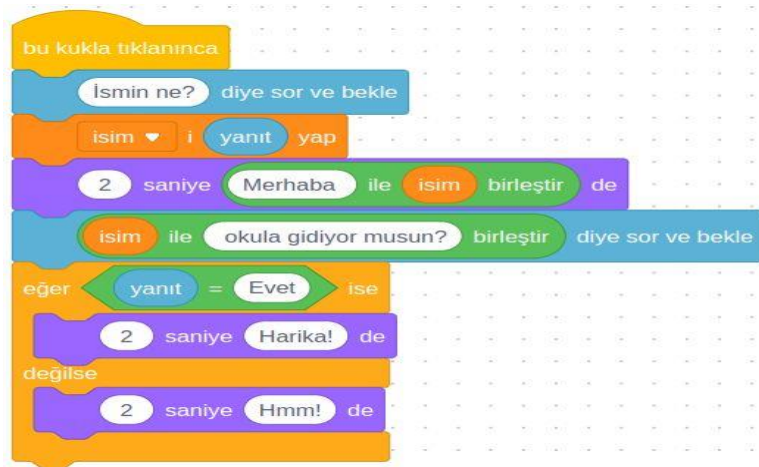 bu kukla tıklanınca
İsmin ne? diye sor ve bekle
isim i yanıt yap
2 saniye Merhaba ile isim birleştir de
isim ile okula gidiyor musun? birleştir diye sor ve bekle
eğer yanıt = Evet ise
2 saniye Harika! de
değilse
2 saniye Hmm! de